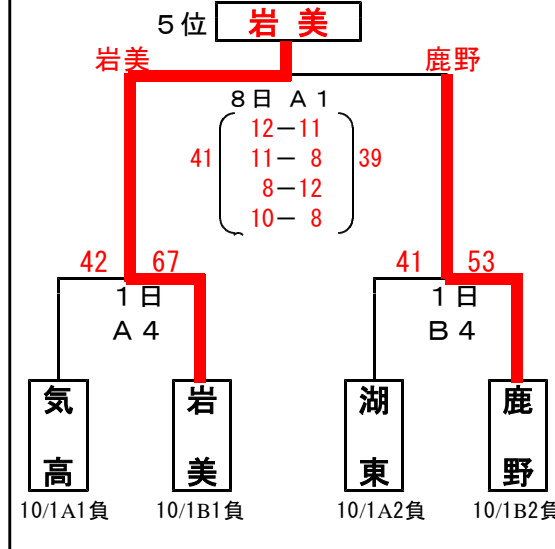 ５位 岩美
岩美 鹿野
８日 Ａ１
12－11
41 11－ 8 39
8－12
10－ 8
42 67 41 53
１日 １日
Ａ４ Ｂ４
気高 岩美 湖東 鹿野
10/1A1負 10/1B1負 10/1A2負 10/1B2負